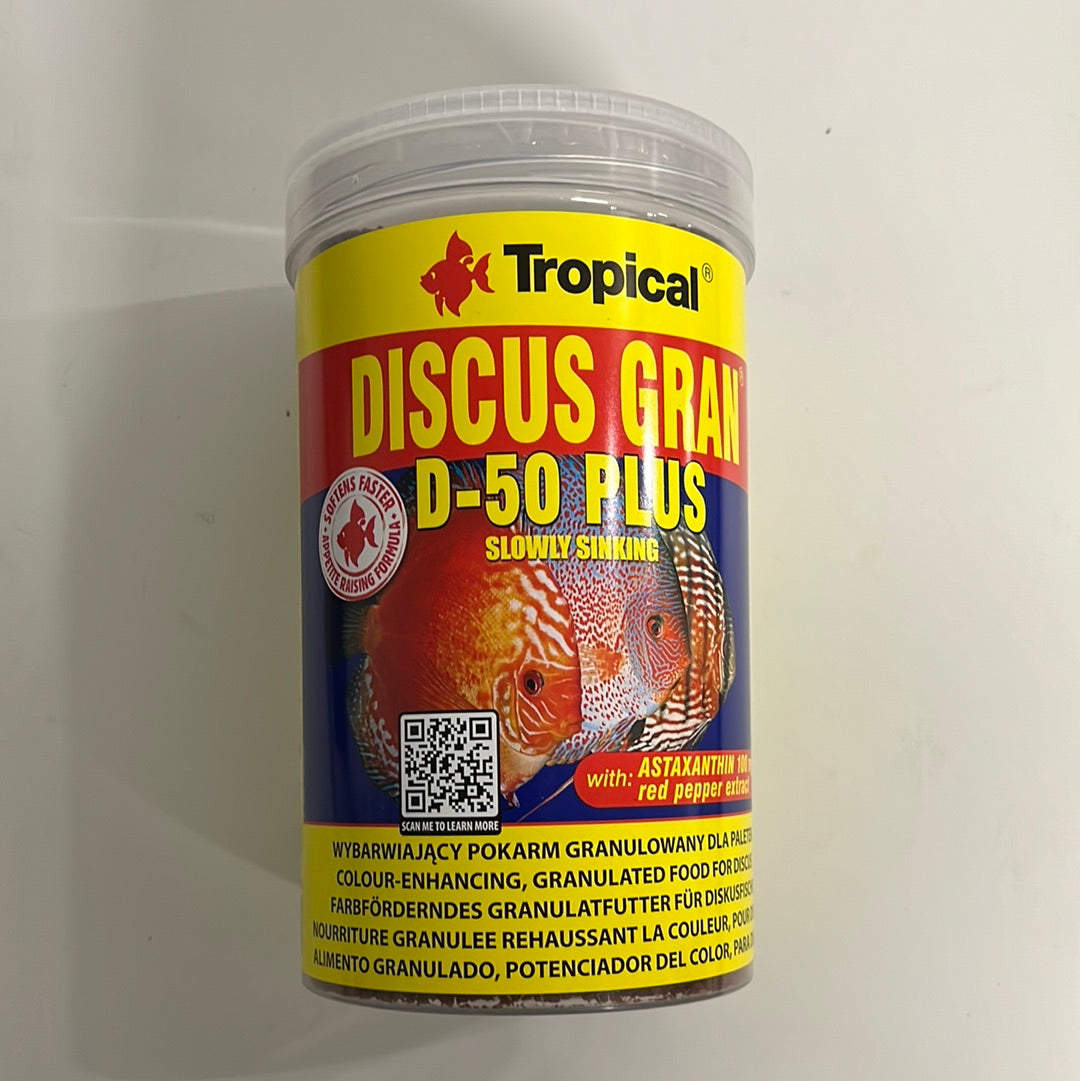 Tropical®
DISCUS GRAN®
D-50 PLUS
SLOWLY SINKING
• SOFTENS FASTER •
APPETITE RAISING FORMULA
with: ASTAXANTHIN 100
red pepper extract
SCAN ME TO LEARN MORE
WYBARWIAJĄCY POKARM GRANULOWANY DLA
COLOUR-ENHANCING, GRANULATED FOOD FOR DISCUS
FARBFÖRDERNDES GRANULATFUTTER FÜR
NOURRITURE GRANULEE REHAUSSANT LA COULEUR, POUR
ALIMENTO GRANULADO, POTENCIADOR DEL COLOR, PARA